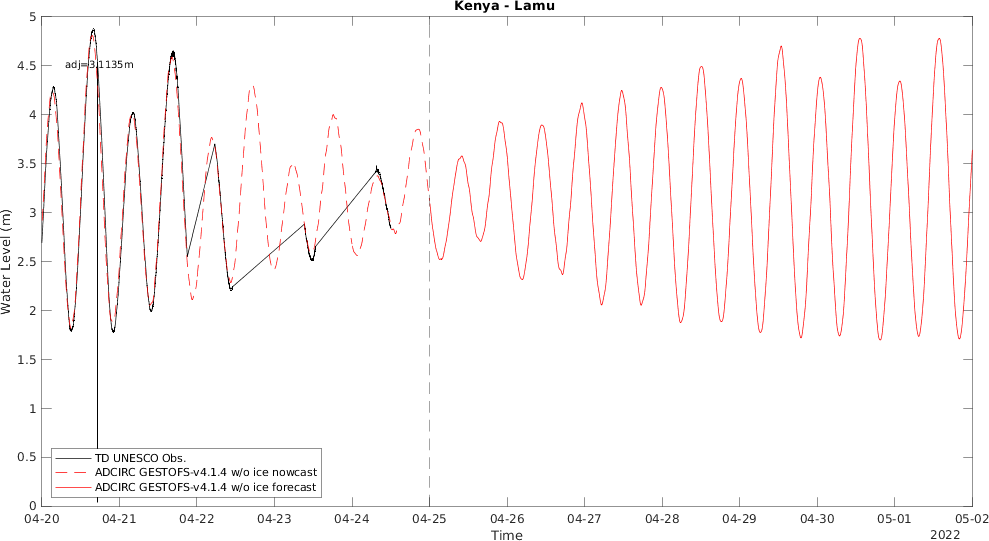 Kenya - Lamu
5
4.5
4
3.5
3
2.5
2
1.5
1
0.5
0
Water Level (m)
adj=3.1135m
TD UNESCO Obs.
ADCIRC GESTOFS-v4.1.4 w/o ice nowcast
ADCIRC GESTOFS-v4.1.4 w/o ice forecast
04-20 04-21 04-22 04-23 04-24 04-25 04-26 04-27 04-28 04-29 04-30 05-01 05-02
Time
2022